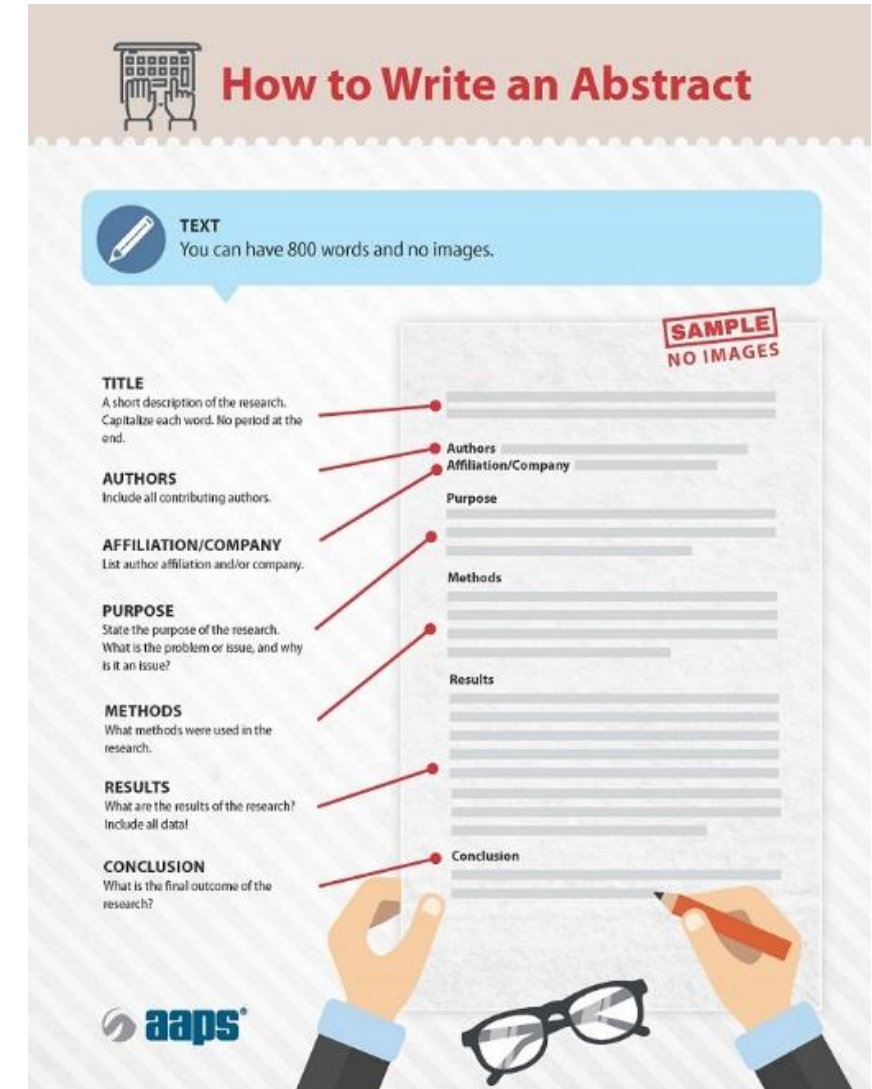 How to Write an Abstract
TEXT
You can have 800 words and no images.
SAMPLE
NO IMAGES
TITLE
A short description of the research.
Capitalize each word. No period at the
end.
AUTHORS
Include all contributing authors.
AFFILIATION/COMPANY
List author affiliation and/or company.
PURPOSE
State the purpose of the research.
What is the problem or issue, and why
is it an issue?
METHODS
What methods were used in the
research.
RESULTS
What are the results of the research?
Include all data!
CONCLUSION
What is the final outcome of the
research?
Authors
Affiliation/Company
Purpose
Methods
Results
Conclusion
aaps®